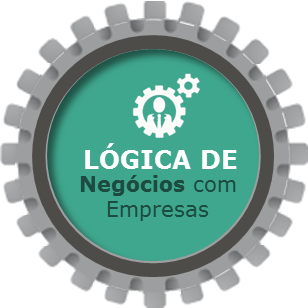 LÓGICA DE
Negócios com
Empresas